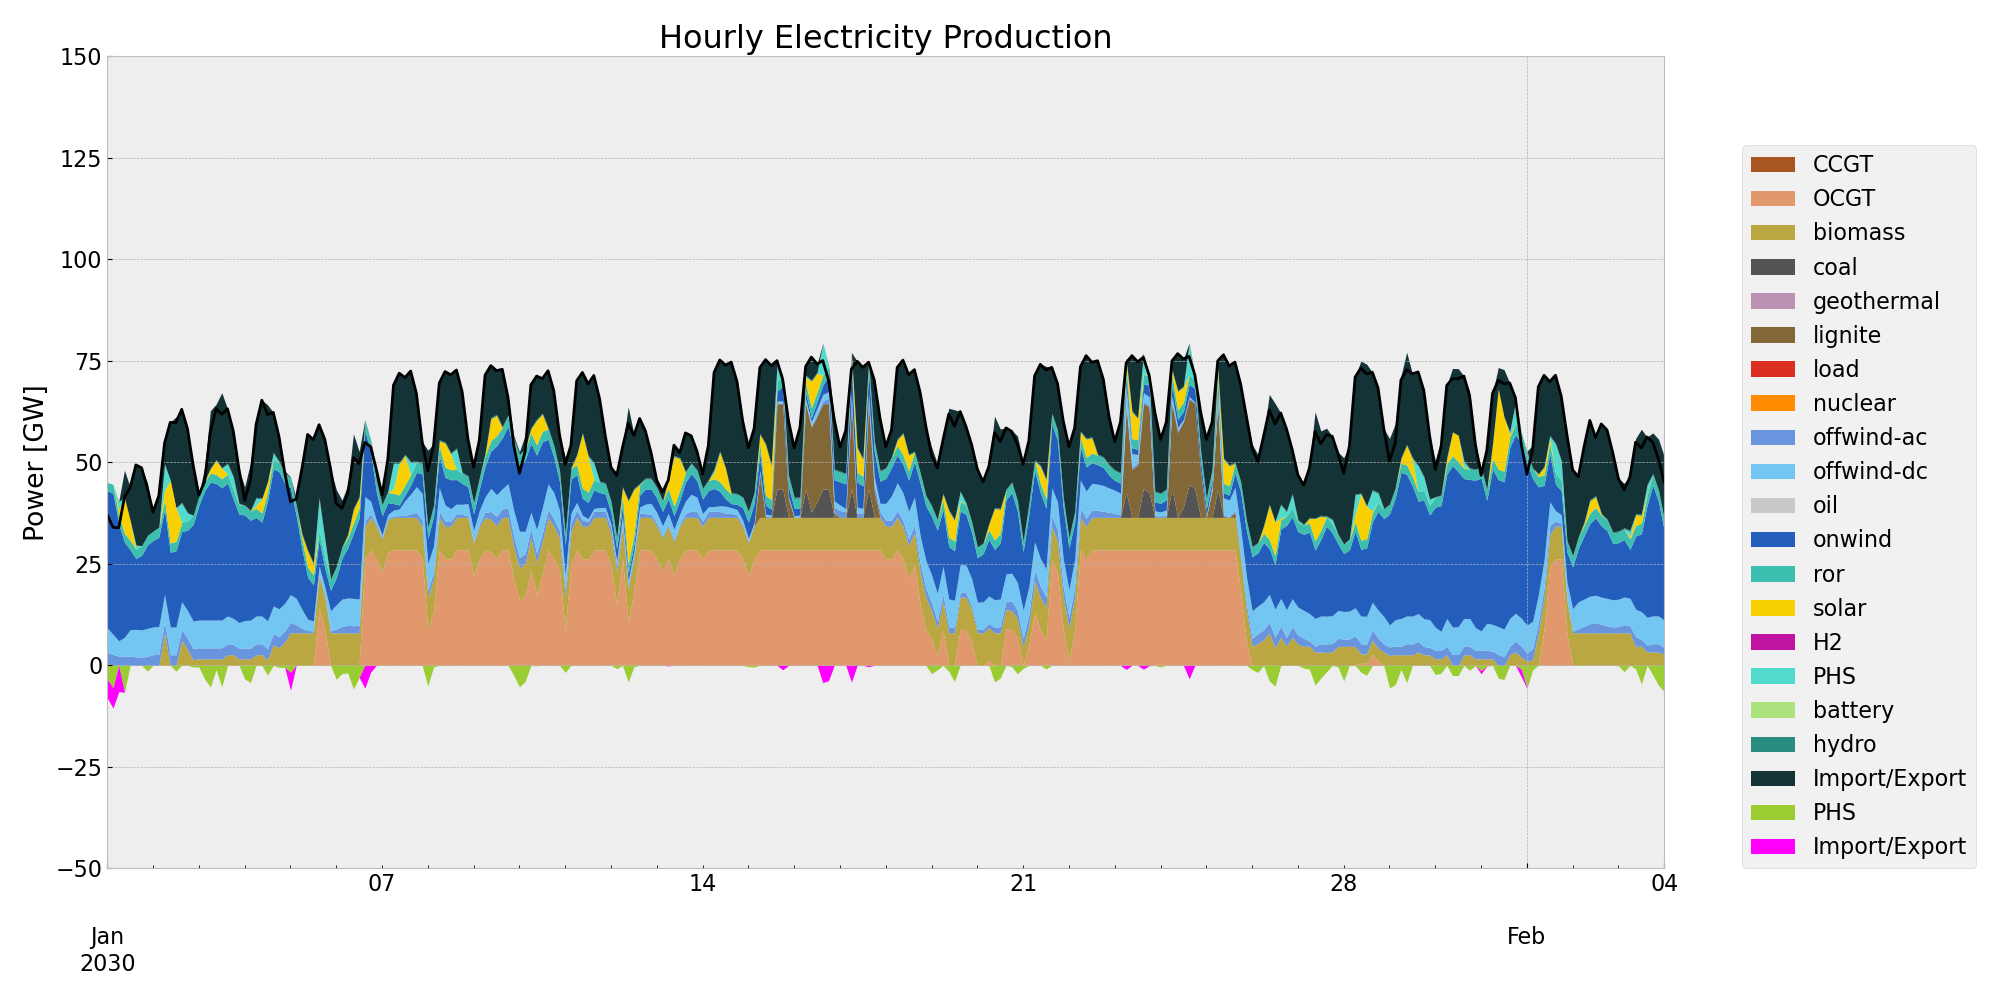 Hourly Electricity Production
Power [GW]
150
125
100
75
50
25
0
−25
−50
07
14
21
28
04
Jan
2030
Feb
CCGT
OCGT
biomass
coal
geothermal
lignite
load
nuclear
offwind-ac
offwind-dc
oil
onwind
ror
solar
H2
PHS
battery
hydro
Import/Export
PHS
Import/Export